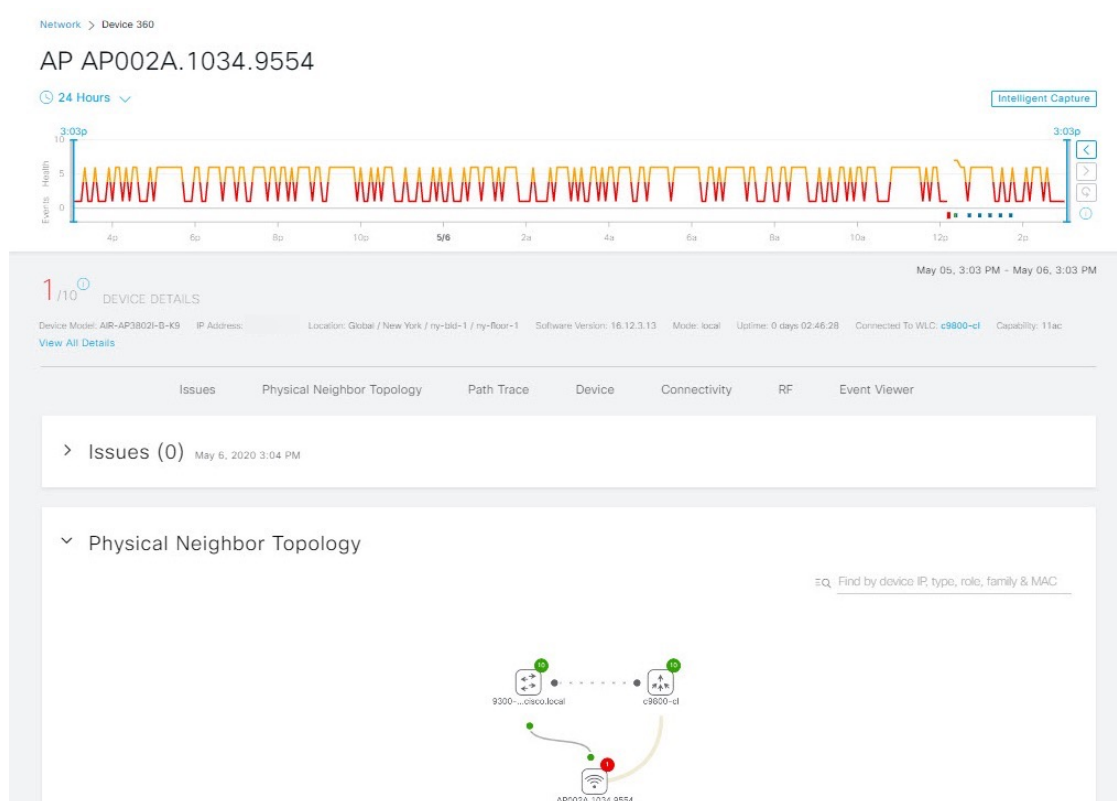 Network > Device 360
AP AP002A.1034.9554
24 Hours
Intelligent Capture
3:03p
3:03p
10
5
0
Health
Events
4p 6p 8p 10p 5/6 2a 4a 6a 8a 10a 12p 2p
May 05, 3:03 PM - May 06, 3:03 PM
1/10 DEVICE DETAILS
Device Model: AIR-AP3802I-B-K9 IP Address: Location: Global / New York / ny-bld-1 / ny-floor-1 Software Version: 16.12.3.13 Mode: local Uptime: 0 days 02:46:28 Connected To WLC: c9800-cl Capability: 11ac
View All Details
Issues Physical Neighbor Topology Path Trace Device Connectivity RF Event Viewer
Issues (0) May 6, 2020 3:04 PM
Physical Neighbor Topology
Find by device IP, type, role, family & MAC
10
10
9300-...cisco.local
c9800-cl
1
AP002A.1034.9554